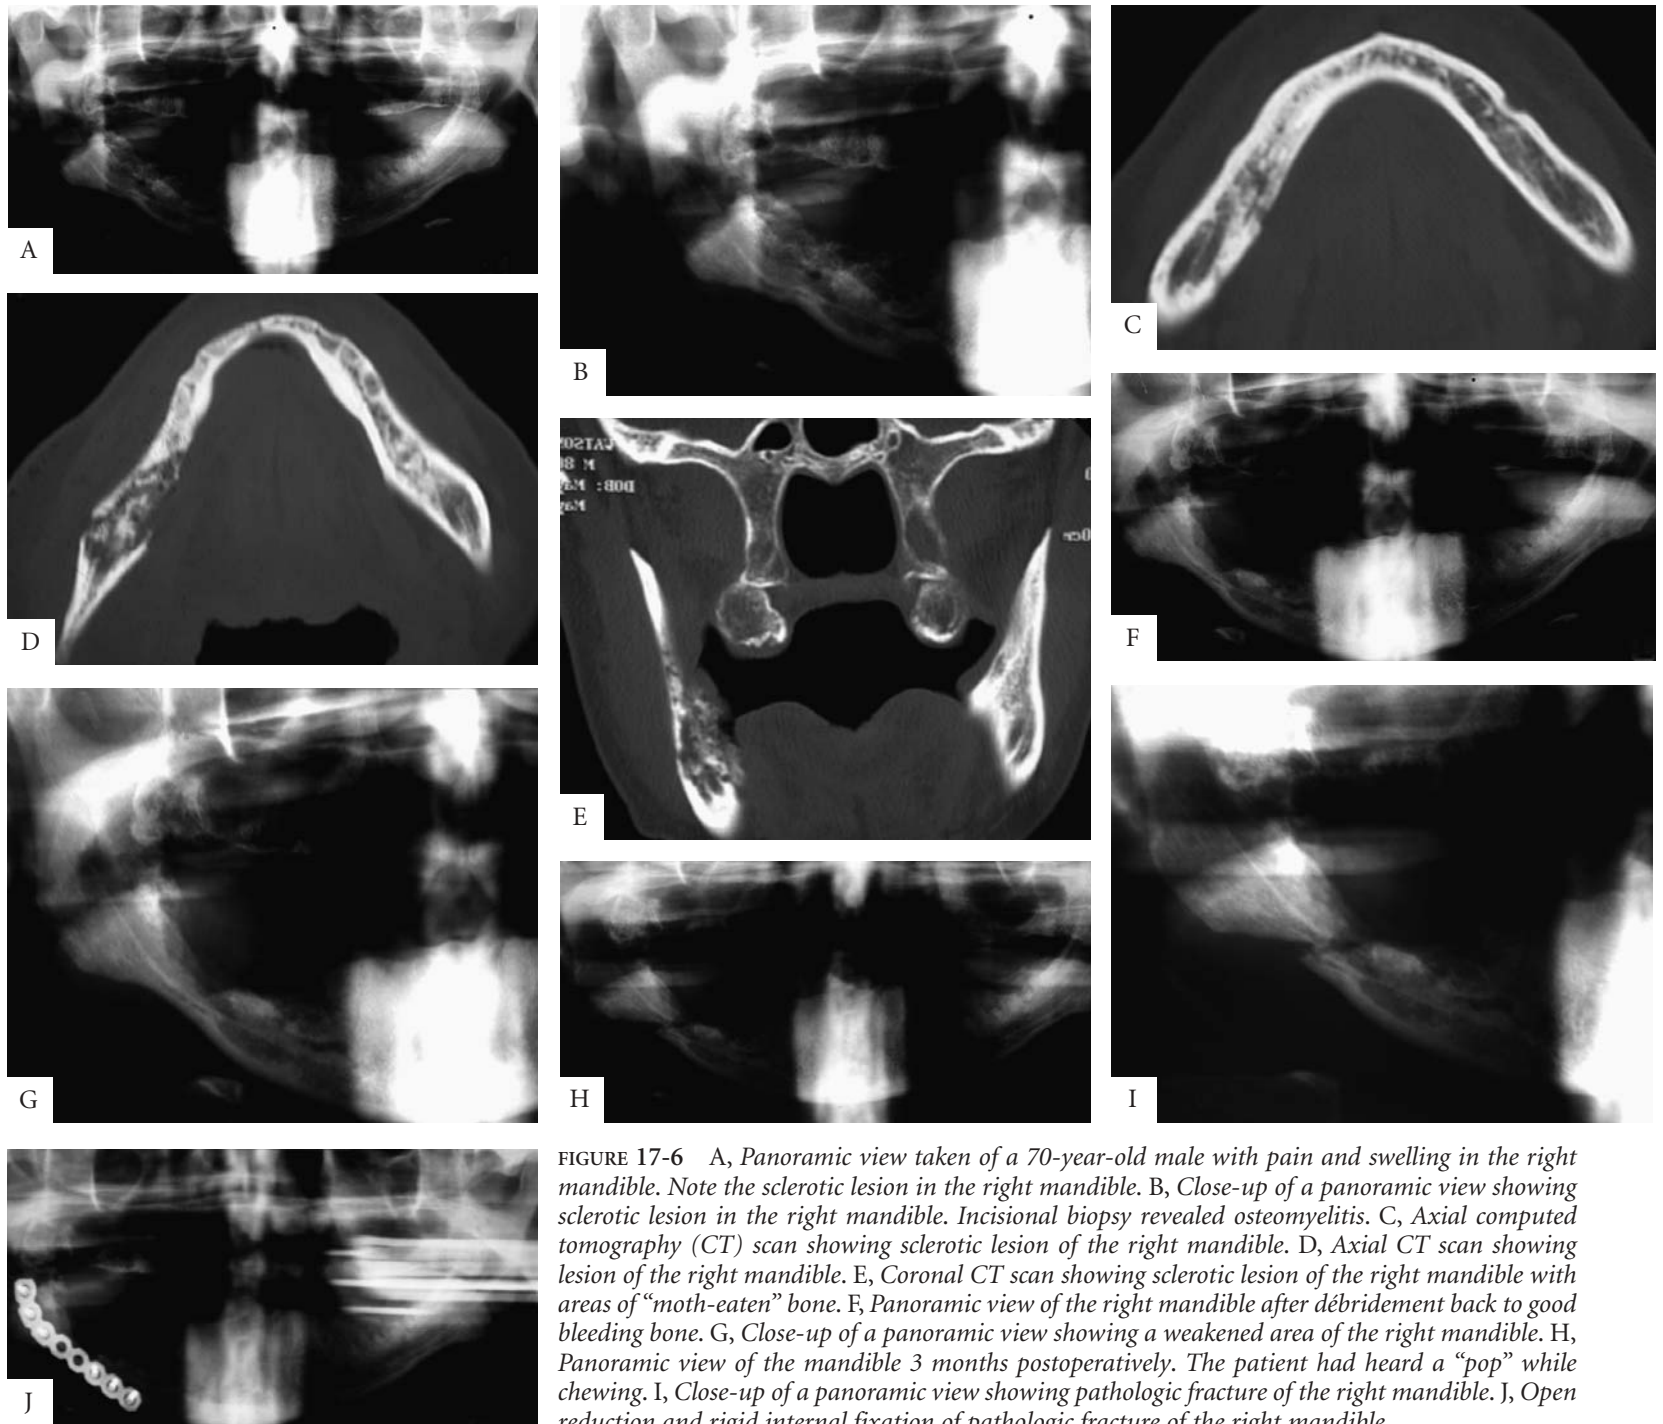 A
B
C
D
E
F
G
H
I
J
FIGURE 17-6 A, Panoramic view taken of a 70-year-old male with pain and swelling in the right
mandible. Note the sclerotic lesion in the right mandible. B, Close-up of a panoramic view showing
sclerotic lesion in the right mandible. Incisional biopsy revealed osteomyelitis. C, Axial computed
tomography (CT) scan showing sclerotic lesion of the right mandible. D, Axial CT scan showing
lesion of the right mandible. E, Coronal CT scan showing sclerotic lesion of the right mandible with
areas of “moth-eaten” bone. F, Panoramic view of the right mandible after débridement back to good
bleeding bone. G, Close-up of a panoramic view showing a weakened area of the right mandible. H,
Panoramic view of the mandible 3 months postoperatively. The patient had heard a “pop” while
chewing. I, Close-up of a panoramic view showing pathologic fracture of the right mandible. J, Open
reduction and rigid internal fixation of pathologic fracture of the right mandible.